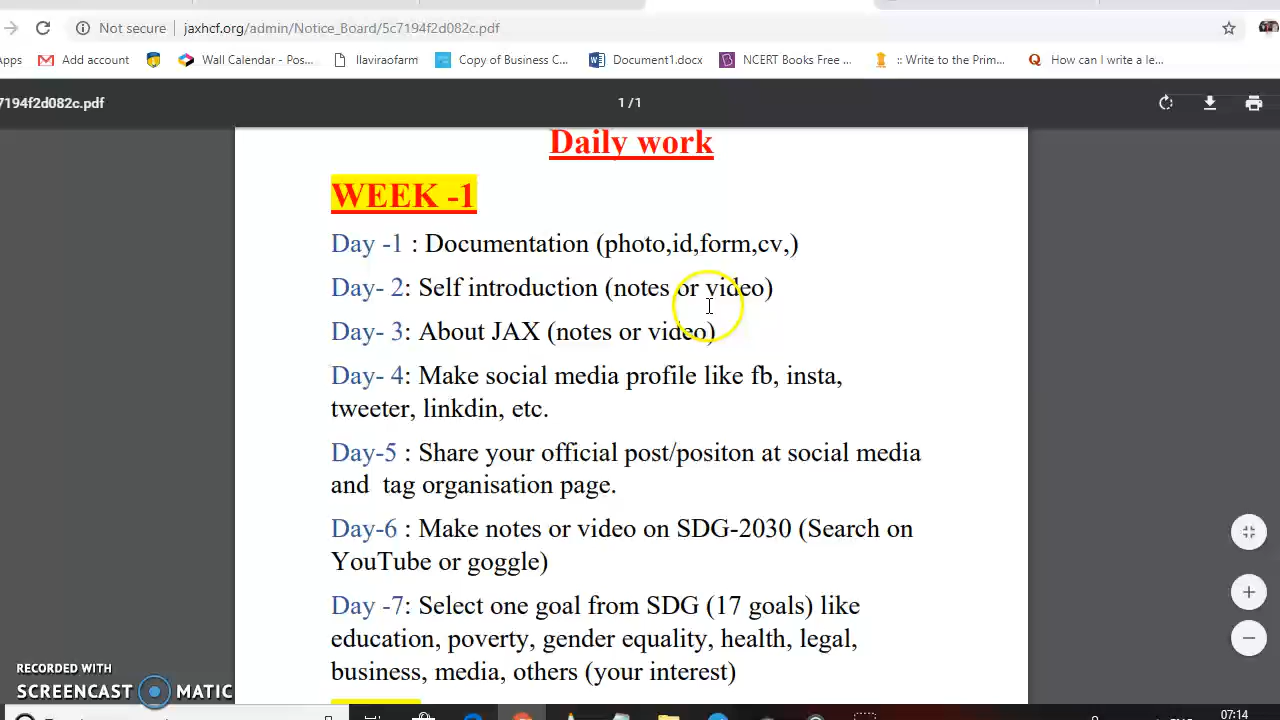 Not secure jaxhcf.org/admin/Notice_Board/5c7194f2d082c.pdf
Apps Add account Wall Calendar - Pos... llaviraofarm Copy of Business C... Document1.docx NCERT Books Free ... :: Write to the Prim... How can I write a le...
7194f2d082c.pdf 1/1
Daily work
WEEK -1
Day -1 : Documentation (photo,id,form,cv,)
Day- 2: Self introduction (notes or video)
Day- 3: About JAX (notes or video)
Day- 4: Make social media profile like fb, insta,
tweeter, linkdin, etc.
Day-5 : Share your official post/positon at social media
and tag organisation page.
Day-6 : Make notes or video on SDG-2030 (Search on
YouTube or goggle)
Day -7: Select one goal from SDG (17 goals) like
education, poverty, gender equality, health, legal,
business, media, others (your interest)
RECORDED WITH
SCREENCAST MATIC
07:14